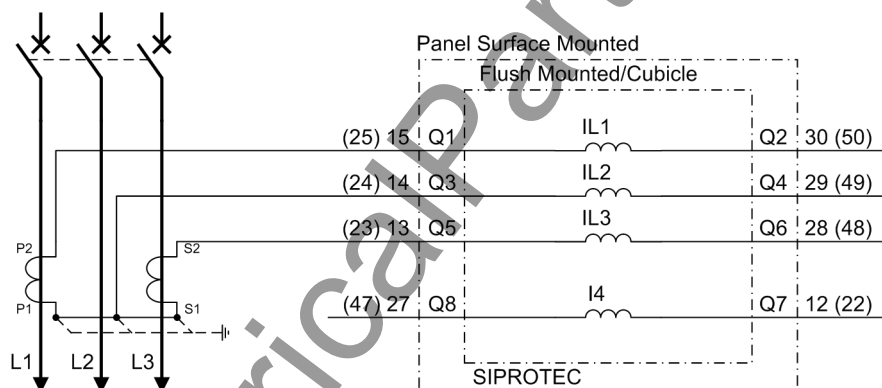 Panel Surface Mounted
Flush Mounted/Cubicle
(25) 15 Q1 IL1 Q2 30 (50)
(24) 14 Q3 IL2 Q4 29 (49)
(23) 13 Q5 IL3 Q6 28 (48)
P2 S2
P1 S1
(47) 27 Q8 I4 Q7 12 (22)
L1 L2 L3
SIPROTEC